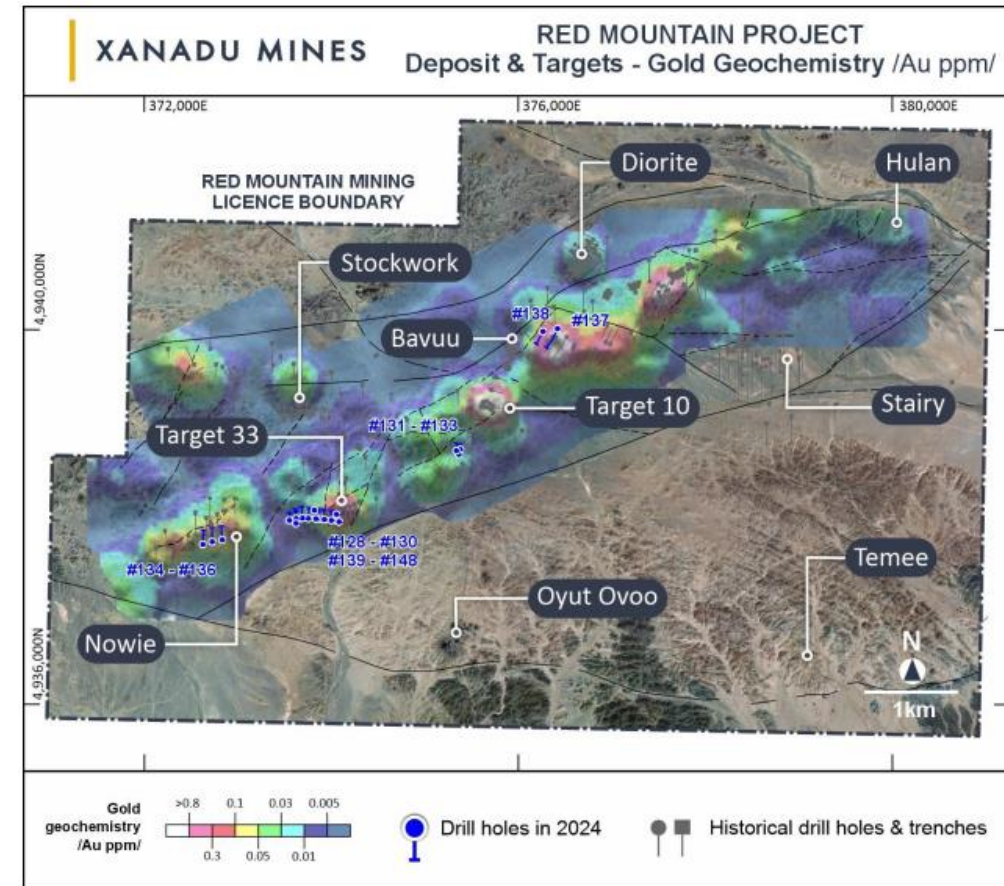 XANADU MINES
RED MOUNTAIN PROJECT
Deposit & Targets - Gold Geochemistry /Au ppm/
372,000E
376,000E
380,000E
Diorite
Hulan
RED MOUNTAIN MINING
LICENCE BOUNDARY
Stockwork
4,940,000N
#138
#137
Bavuu
Target 10
Stairy
#131 - #133
Target 33
#128 - #130
#139 - #148
#134 - #136
Temee
Oyut Ovoo
Nowie
N
4,936,000N
1km
Gold
geochemistry
/Au ppm/
>0.8 0.1 0.03 0.005
0.3 0.05 0.01
Drill holes in 2024
Historical drill holes & trenches